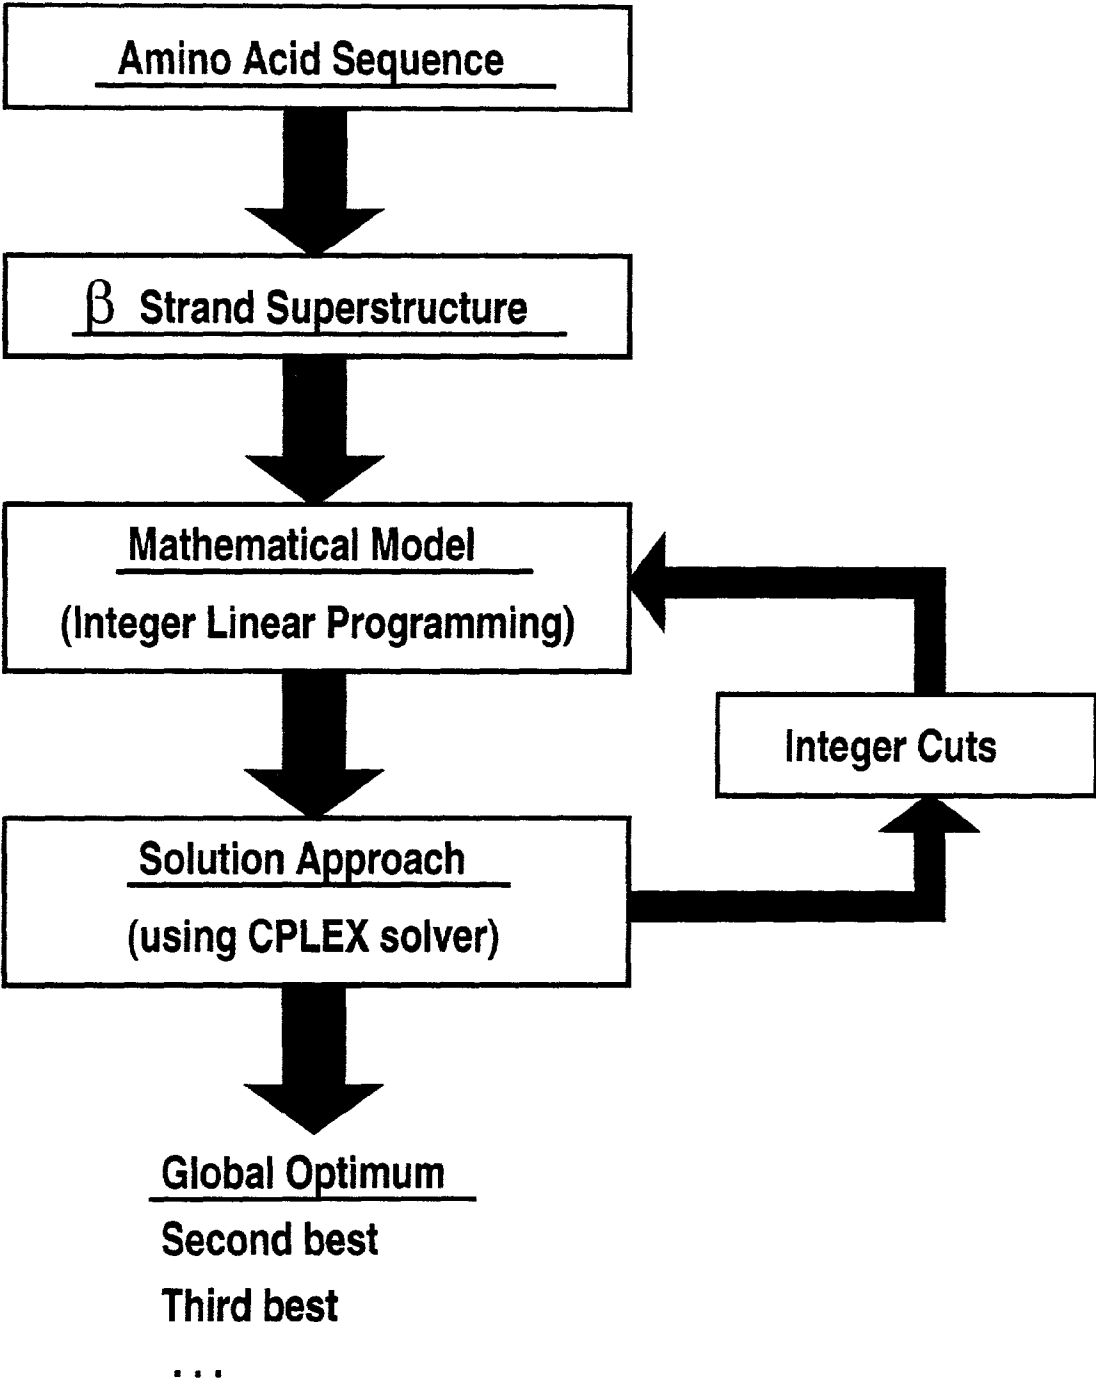 Amino Acid Sequence
β Strand Superstructure
Mathematical Model
(Integer Linear Programming)
Integer Cuts
Solution Approach
(using CPLEX solver)
Global Optimum
Second best
Third best
...